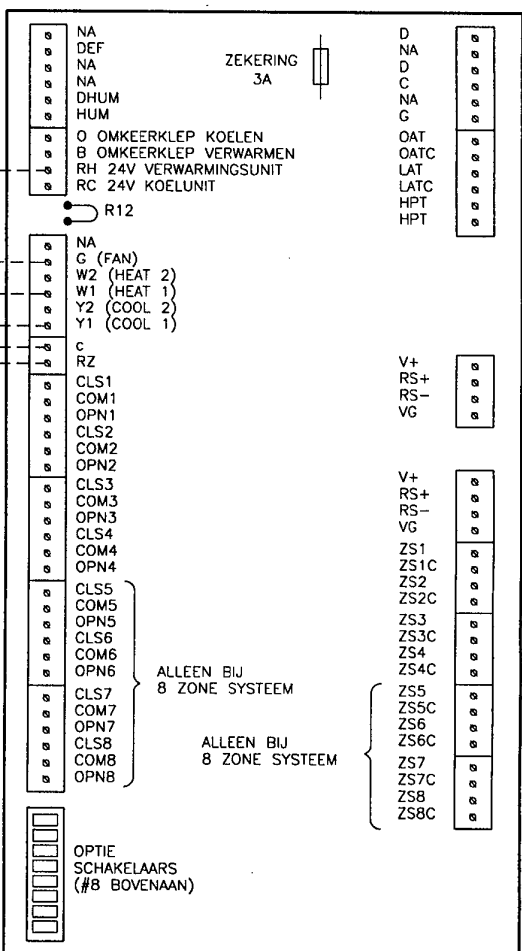 NA
DEF
NA
NA
DHUM
HUM
O OMKEERKLEP KOELEN
B OMKEERKLEP VERWARMEN
RH 24V VERWARMINGSUNIT
RC 24V KOELUNIT
R12
NA
G (FAN)
W2 (HEAT 2)
W1 (HEAT 1)
Y2 (COOL 2)
Y1 (COOL 1)
C
RZ
CLS1
COM1
OPN1
CLS2
COM2
OPN2
CLS3
COM3
OPN3
CLS4
COM4
OPN4
CLS5
COM5
OPN5
CLS6
COM6
OPN6
CLS7
COM7
OPN7
CLS8
COM8
OPN8
ALLEEN BIJ
8 ZONE SYSTEEM
OPTIE
SCHAKELAARS
(#8 BOVENAAN)
ZEKERING
3A
D
NA
D
C
NA
G
OAT
OATC
LAT
LATC
HPT
HPT
V+
RS+
RS-
VG
V+
RS+
RS-
VG
ZS1
ZS1C
ZS2
ZS2C
ZS3
ZS3C
ZS4
ZS4C
ZS5
ZS5C
ZS6
ZS6C
ZS7
ZS7C
ZS8
ZS8C
ALLEEN BIJ
8 ZONE SYSTEEM